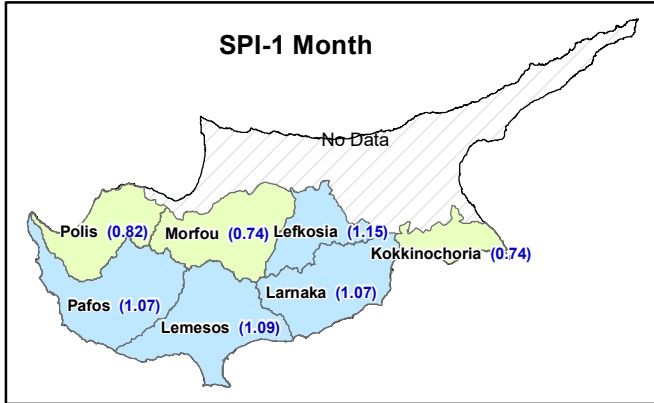 SPI-1 Month
No Data
Polis (0.82)
Morfou (0.74)
Lefkosia (1.15)
Kokkinochoria (0.74)
Pafos (1.07)
Larnaka (1.07)
Lemesos (1.09)